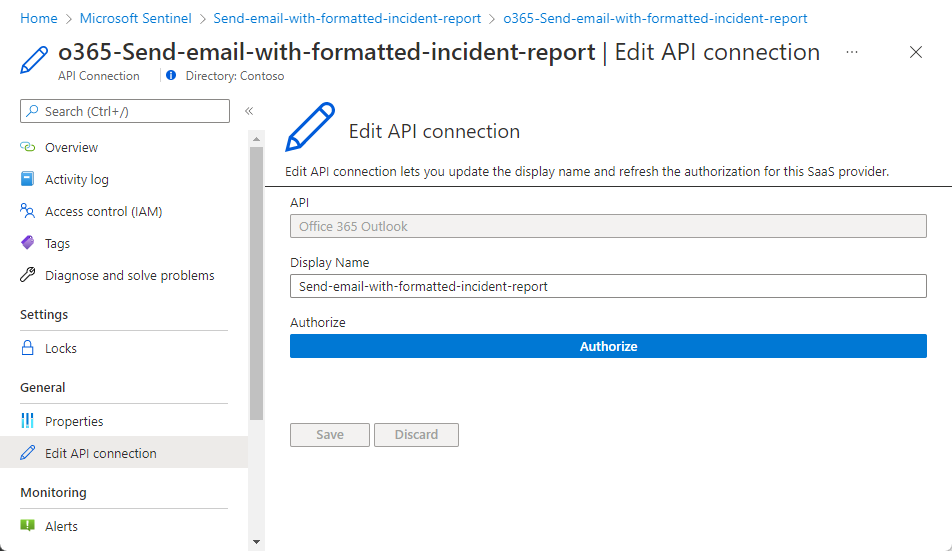 Home > Microsoft Sentinel > Send-email-with-formatted-incident-report > o365-Send-email-with-formatted-incident-report
o365-Send-email-with-formatted-incident-report | Edit API connection ...
API Connection Directory: Contoso
Search (Ctrl+/)
Overview
Activity log
Access control (IAM)
Tags
Diagnose and solve problems
Settings
Locks
General
Properties
Edit API connection
Monitoring
Alerts
Edit API connection
Edit API connection lets you update the display name and refresh the authorization for this SaaS provider.
API
Office 365 Outlook
Display Name
Send-email-with-formatted-incident-report
Authorize
Authorize
Save Discard